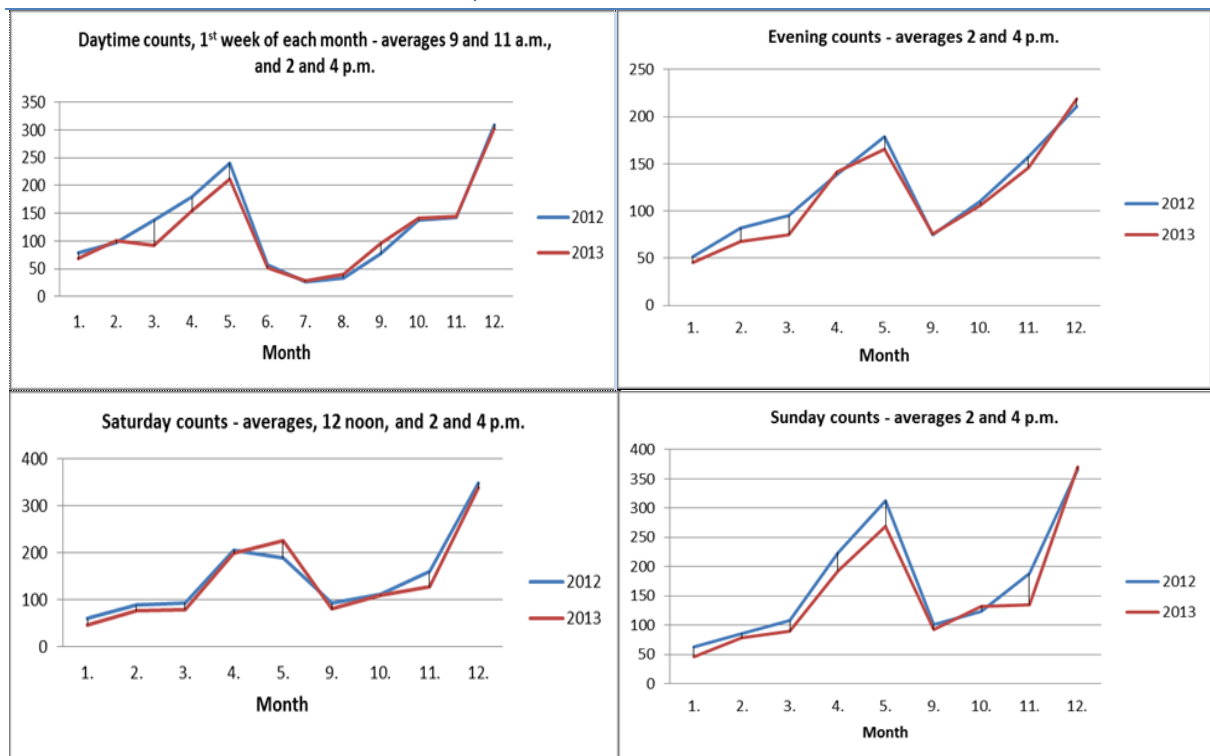 Daytime counts, 1st week of each month - averages 9 and 11 a.m.,
and 2 and 4 p.m.
350
300
250
200
150
100
50
0
1. 2. 3. 4. 5. 6. 7. 8. 9. 10. 11. 12.
Month
2012
2013
Evening counts - averages 2 and 4 p.m.
250
200
150
100
50
0
1. 2. 3. 4. 5. 9. 10. 11. 12.
Month
2012
2013
Saturday counts - averages, 12 noon, and 2 and 4 p.m.
400
300
200
100
0
1. 2. 3. 4. 5. 9. 10. 11. 12.
Month
2012
2013
Sunday counts - averages 2 and 4 p.m.
400
350
300
250
200
150
100
50
0
1. 2. 3. 4. 5. 9. 10. 11. 12.
Month
2012
2013